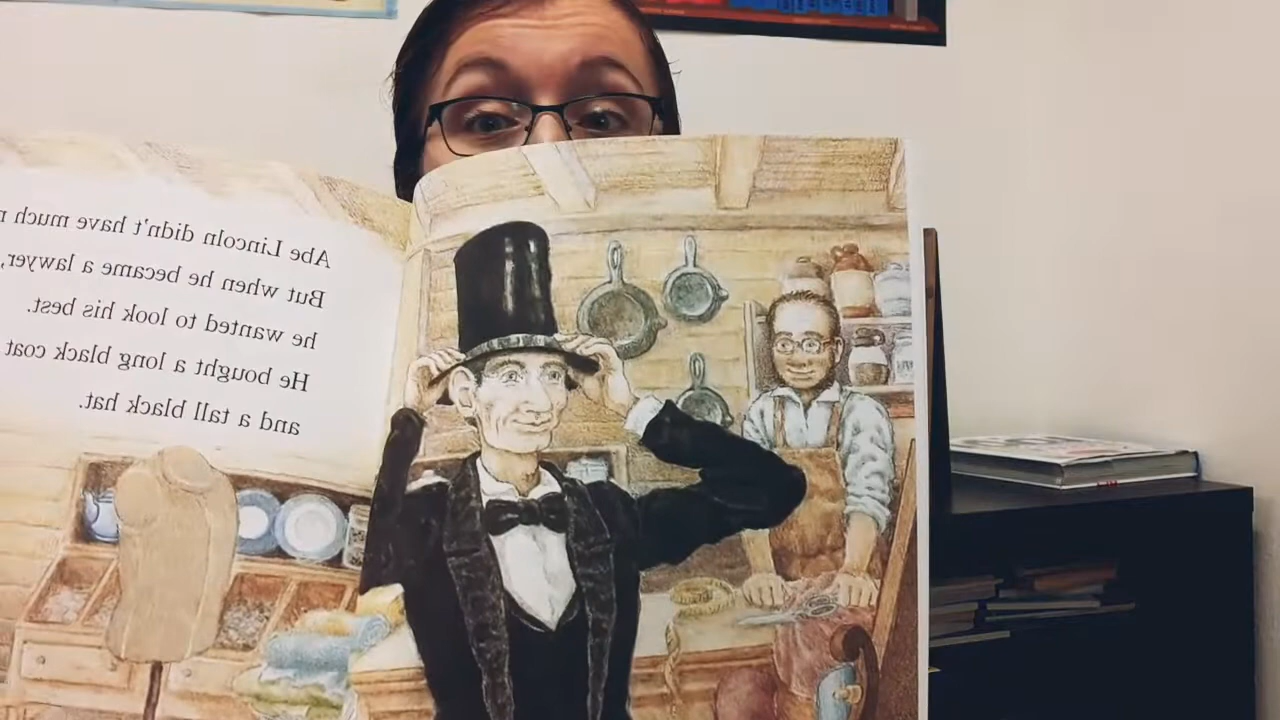 Abe Lincoln didn't have much
But when he became a lawyer,
he wanted to look his best.
He bought a long black coat
and a tall black hat.